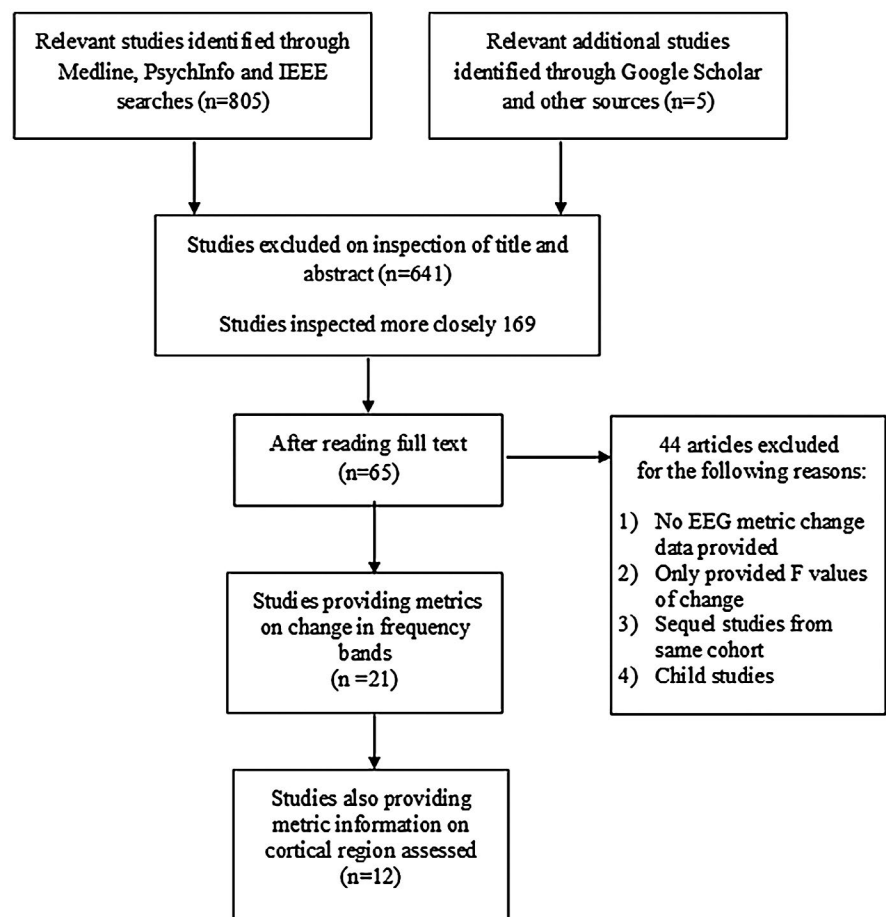 Relevant studies identified through
Medline, PsychInfo and IEEE
searches (n=805)
Relevant additional studies
identified through Google Scholar
and other sources (n=5)
Studies excluded on inspection of title and
abstract (n=641)
Studies inspected more closely 169
After reading full text
(n=65)
44 articles excluded
for the following reasons:
1) No EEG metric change
data provided
2) Only provided F values
of change
3) Sequel studies from
same cohort
4) Child studies
Studies providing metrics
on change in frequency
bands
(n =21)
Studies also providing
metric information on
cortical region assessed
(n=12)